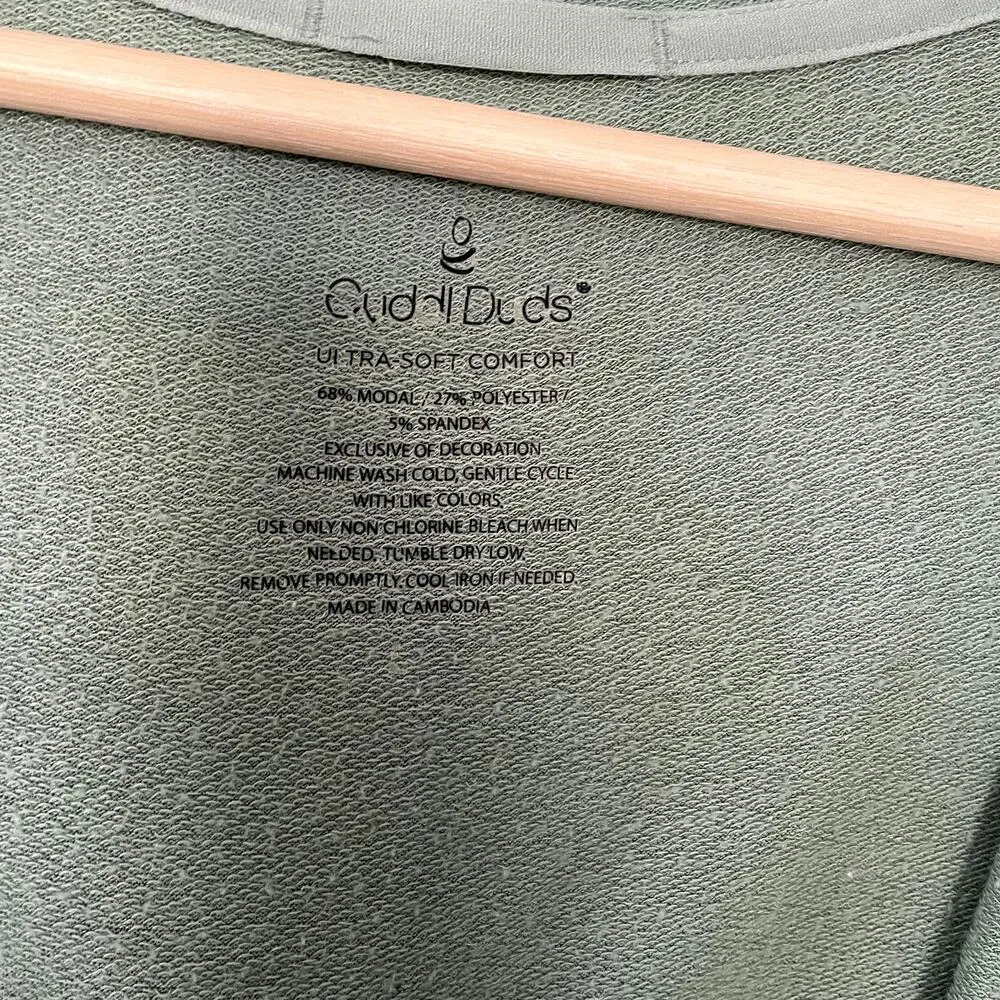 Cuddl Duds
ULTRA-SOFT COMFORT
68% MODAL / 27% POLYESTER /
5% SPANDEX
EXCLUSIVE OF DECORATION
MACHINE WASH COLD, GENTLE CYCLE
WITH LIKE COLORS,
USE ONLY NON CHLORINE BLEACH WHEN
NEEDED. TUMBLE DRY LOW
REMOVE PROMPTLY. COOL IRON IF NEEDED.
MADE IN CAMBODIA